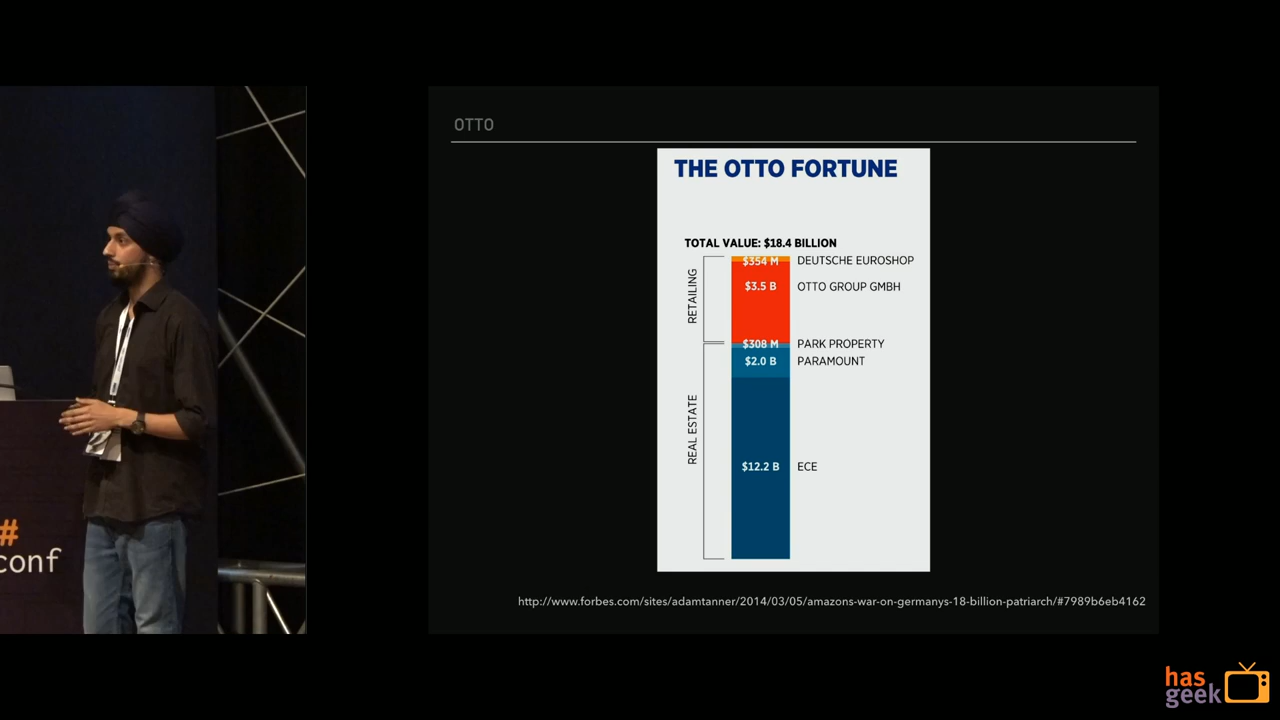 #
conf
OTTO
THE OTTO FORTUNE
TOTAL VALUE: $18.4 BILLION
RETAILING
$354 M DEUTSCHE EUROSHOP
$3.5 B OTTO GROUP GMBH
REAL ESTATE
$308 M PARK PROPERTY
$2.0 B PARAMOUNT
$12.2 B ECE
http://www.forbes.com/sites/adamtanner/2014/03/05/amazons-war-on-germanys-18-billion-patriarch/#7989b6eb4162
has
geek